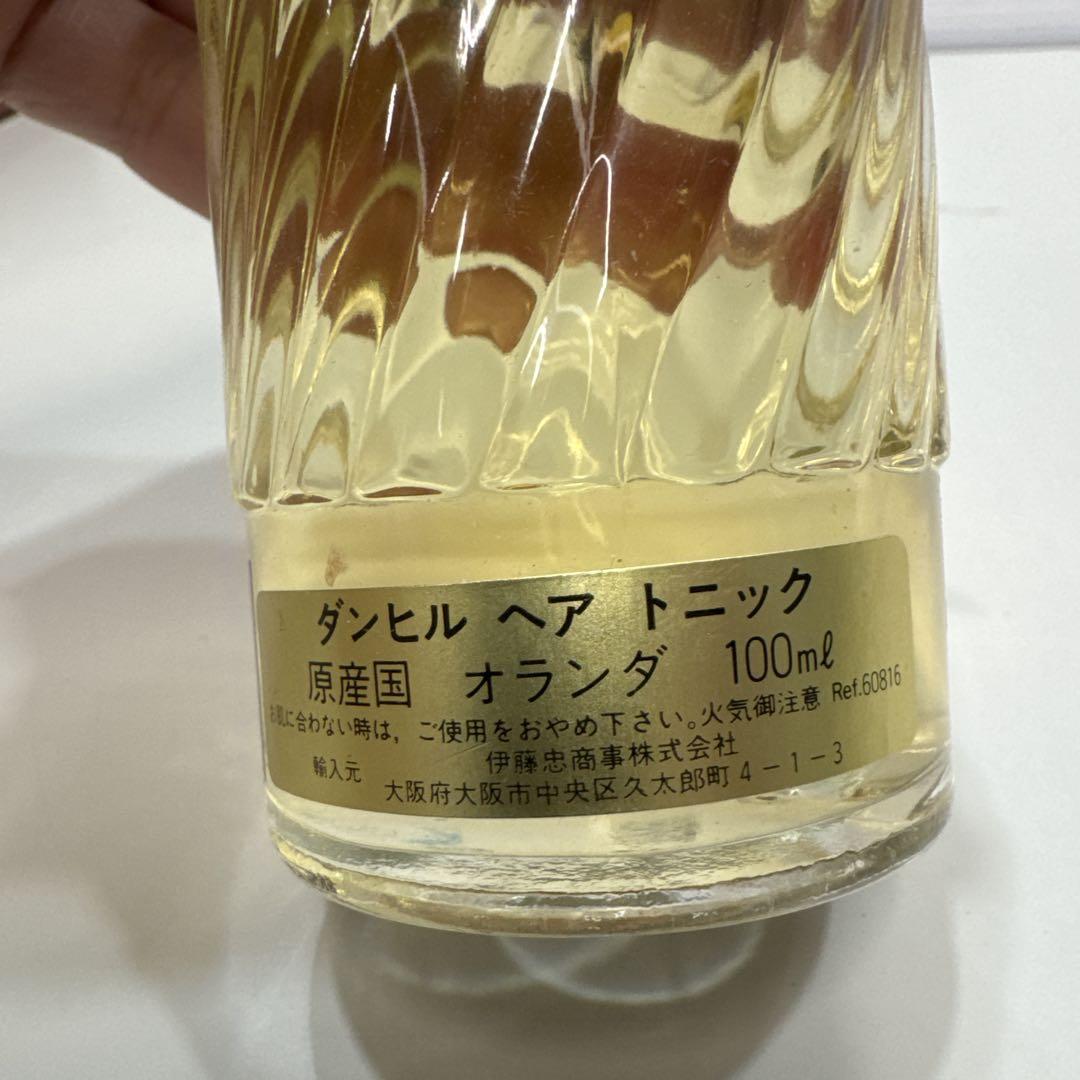 ダンヒル ヘア トニック
原産国 オランダ 100mℓ
お肌に合わない時は，ご使用をおやめ下さい。火気御注意 Ref.60816
輸入元 伊藤忠商事株式会社
大阪府大阪市中央区久太郎町4－1－3